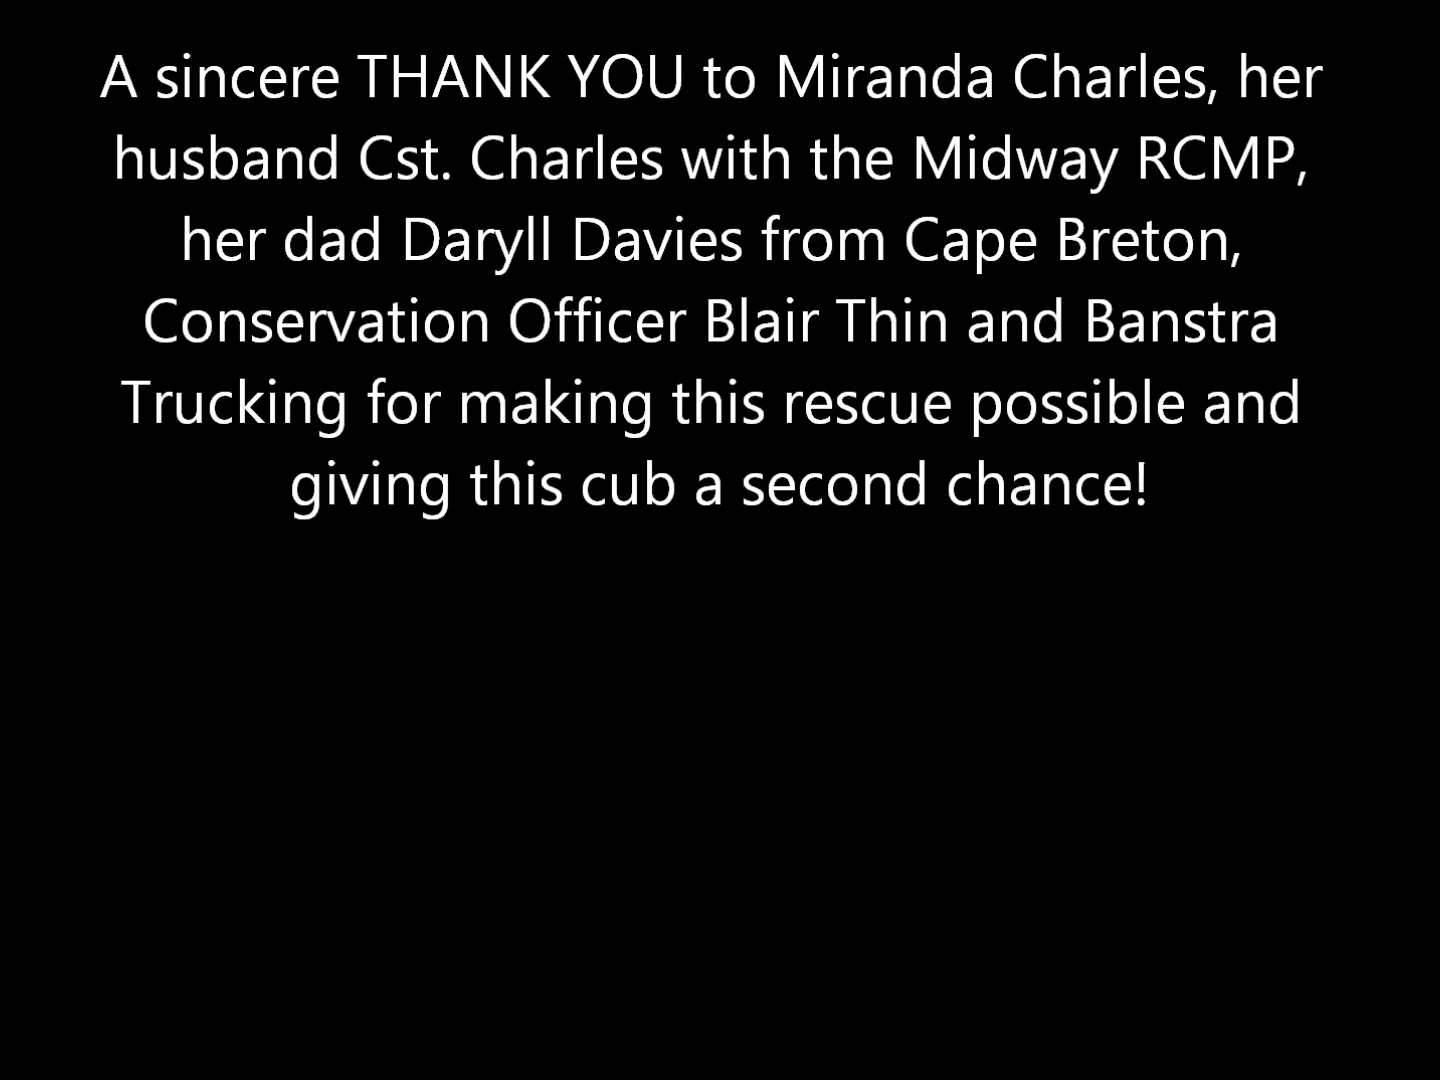 A sincere THANK YOU to Miranda Charles, her
husband Cst. Charles with the Midway RCMP,
her dad Daryll Davies from Cape Breton,
Conservation Officer Blair Thin and Banstra
Trucking for making this rescue possible and
giving this cub a second chance!